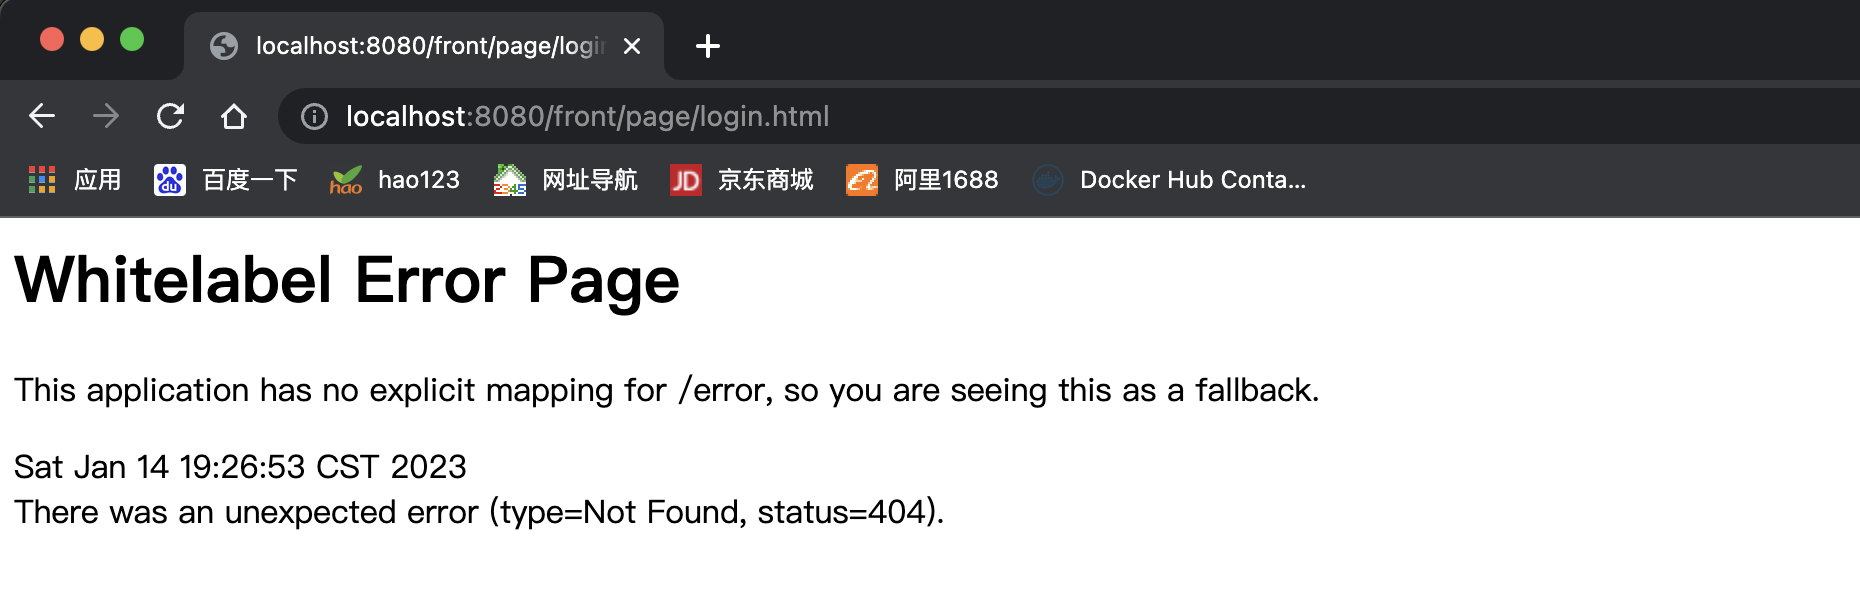 localhost:8080/front/page/login
localhost:8080/front/page/login.html
应用 百度一下 hao123 网址导航 京东商城 阿里1688 Docker Hub Conta...
Whitelabel Error Page
This application has no explicit mapping for /error, so you are seeing this as a fallback.
Sat Jan 14 19:26:53 CST 2023
There was an unexpected error (type=Not Found, status=404).